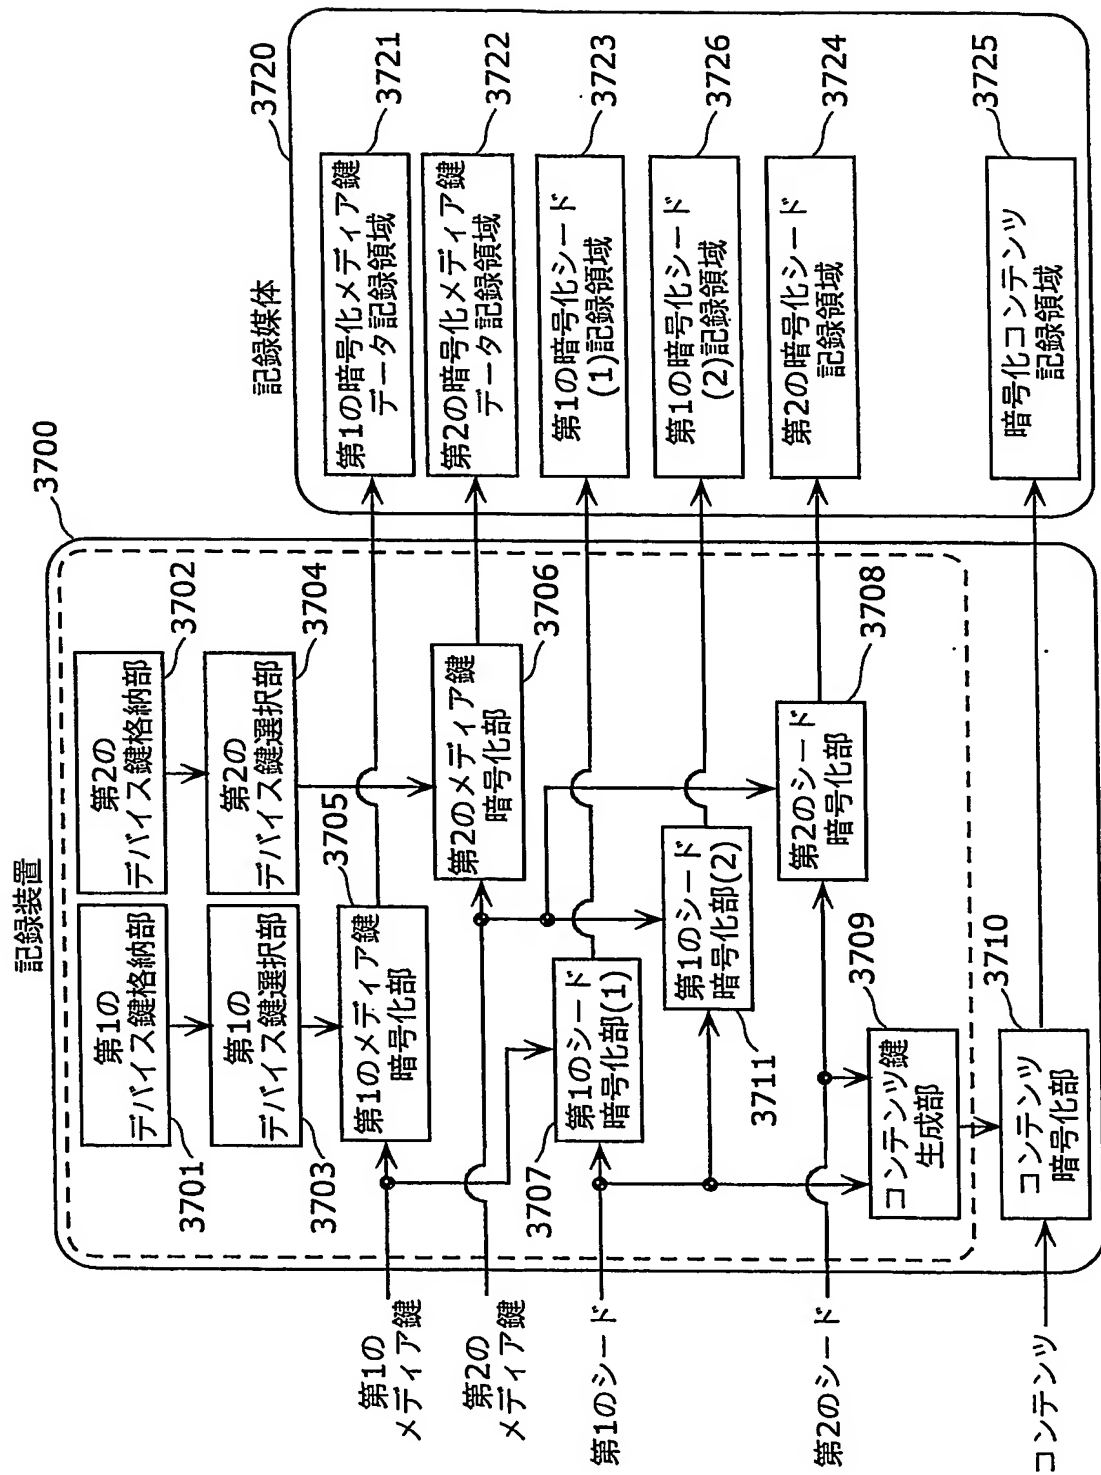 記録装置
3700
第1の
デバイス鍵格納部
3701
第2の
デバイス鍵格納部
3702
第1の
デバイス鍵選択部
3703
第2の
デバイス鍵選択部
3704
第1のメディア鍵
暗号化部
3705
第2のメディア鍵
暗号化部
3706
第1のシード
暗号化部(1)
3707
第1のシード
暗号化部(2)
3711
第2のシード
暗号化部
3708
コンテンツ鍵
生成部
3709
コンテンツ
暗号化部
3710
第1の
メディア鍵
第2の
メディア鍵
第1のシード
第2のシード
コンテンツ
記録媒体
3720
第1の暗号化メディア鍵
データ記録領域
3721
第2の暗号化メディア鍵
データ記録領域
3722
第1の暗号化シード
(1)記録領域
3723
第1の暗号化シード
(2)記録領域
3726
第2の暗号化シード
記録領域
3724
暗号化コンテンツ
記録領域
3725